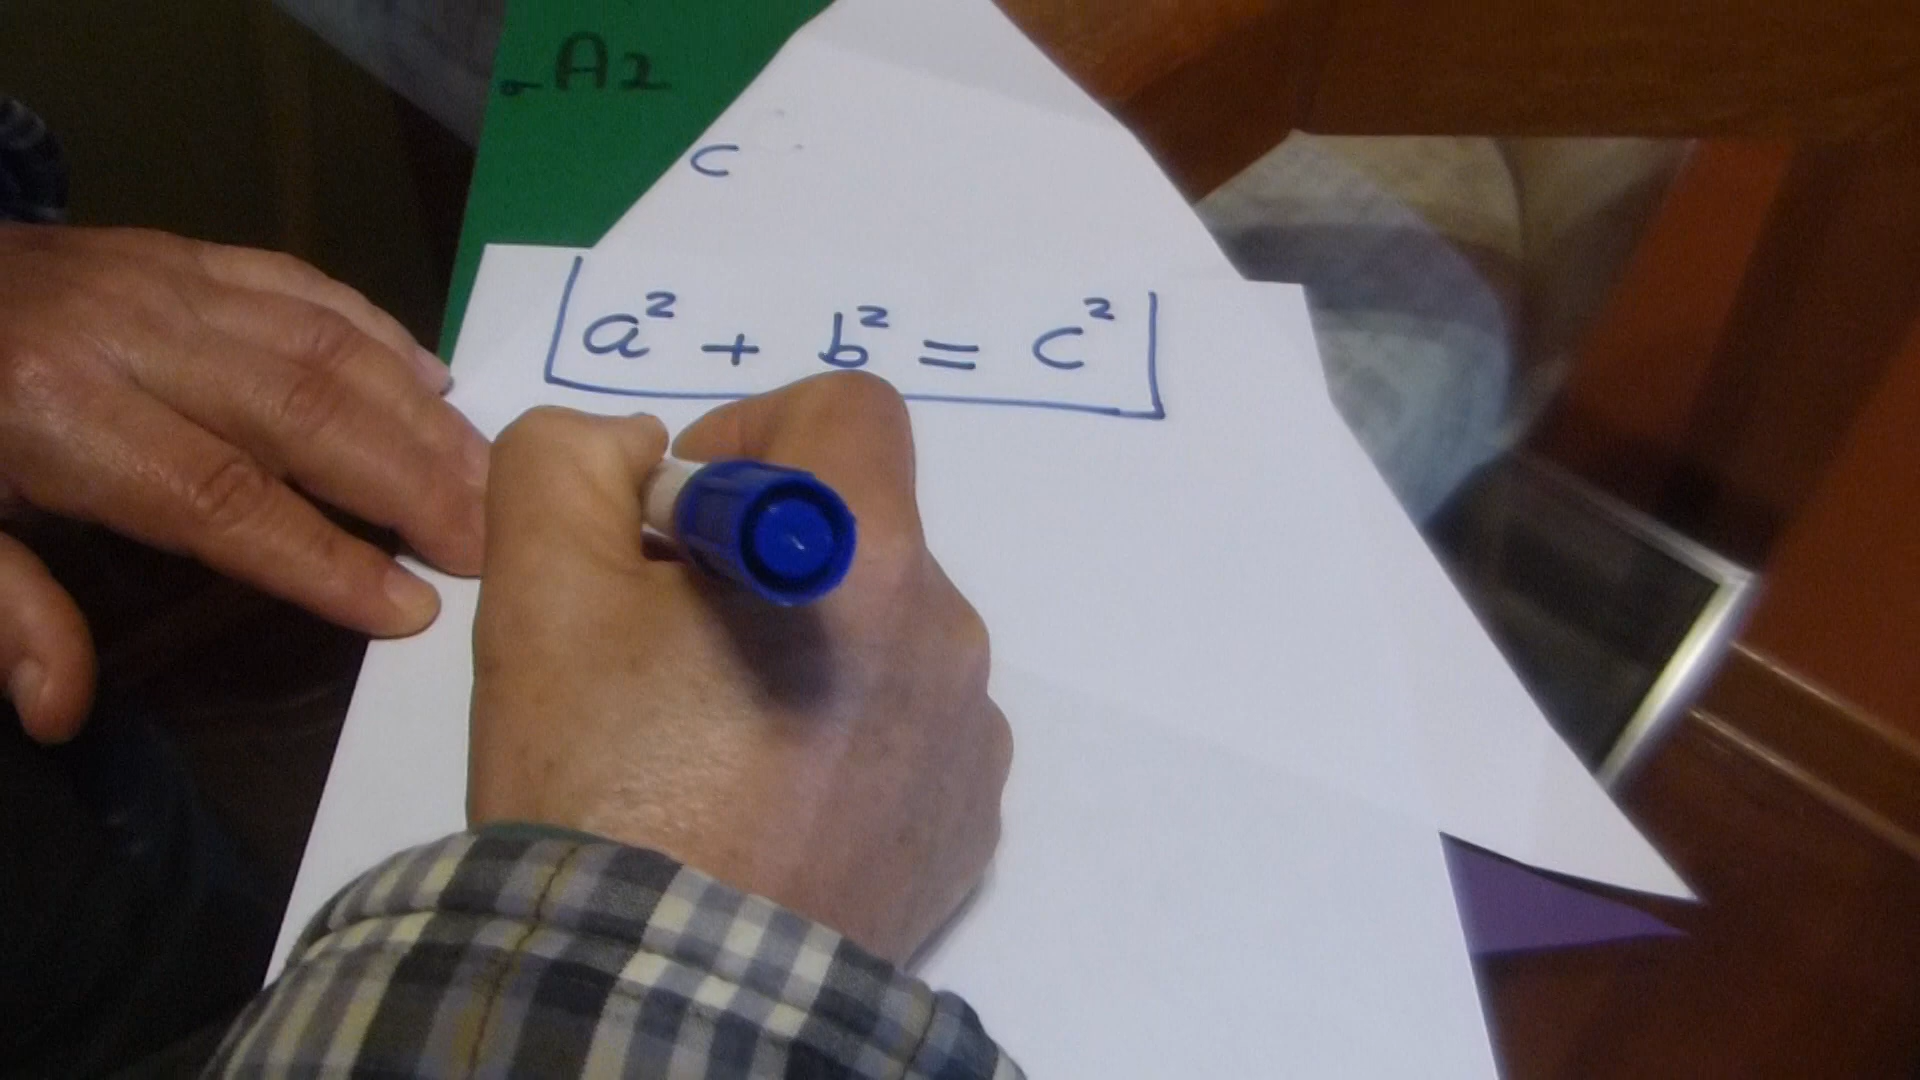 A2
c
a² + b² = c²